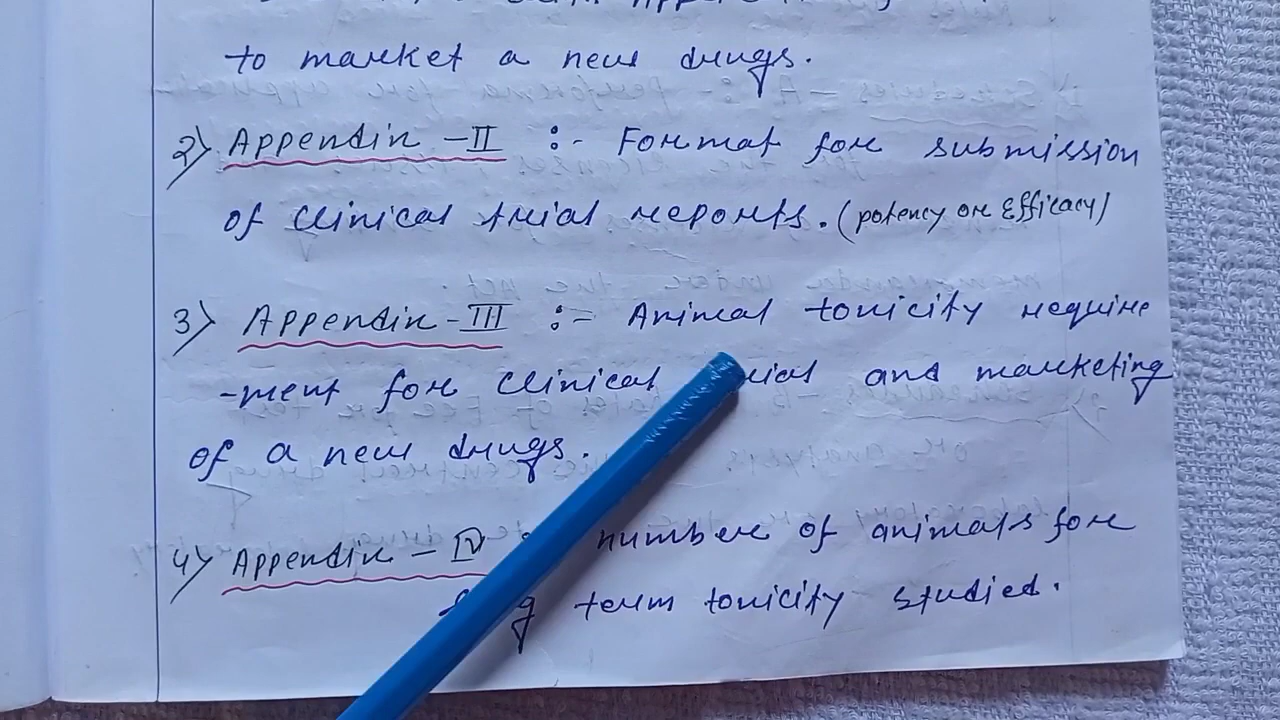 to market a new drugs.
2) Appendix - II :- Format for submission
of clinical trial reports. (potency or Efficacy)
3) Appendix - III :- Animal toxicity require
-ment for clinical and marketing
of a new drugs.
4) Appendix - IV number of animals for
term toxicity studied.